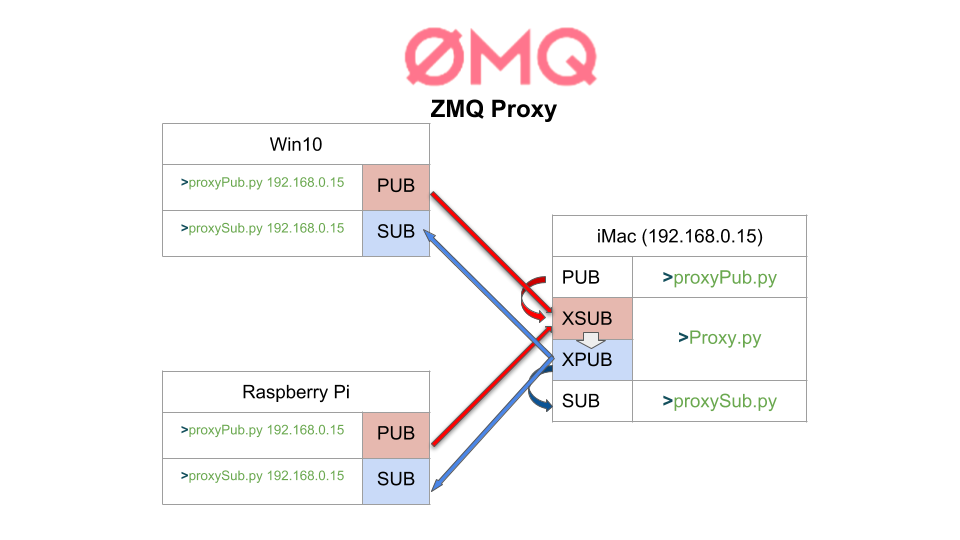 ØMQ
ZMQ Proxy
Win10
>proxyPub.py 192.168.0.15 PUB
>proxySub.py 192.168.0.15 SUB
iMac (192.168.0.15)
PUB >proxyPub.py
XSUB
>Proxy.py
XPUB
SUB >proxySub.py
Raspberry Pi
>proxyPub.py 192.168.0.15 PUB
>proxySub.py 192.168.0.15 SUB